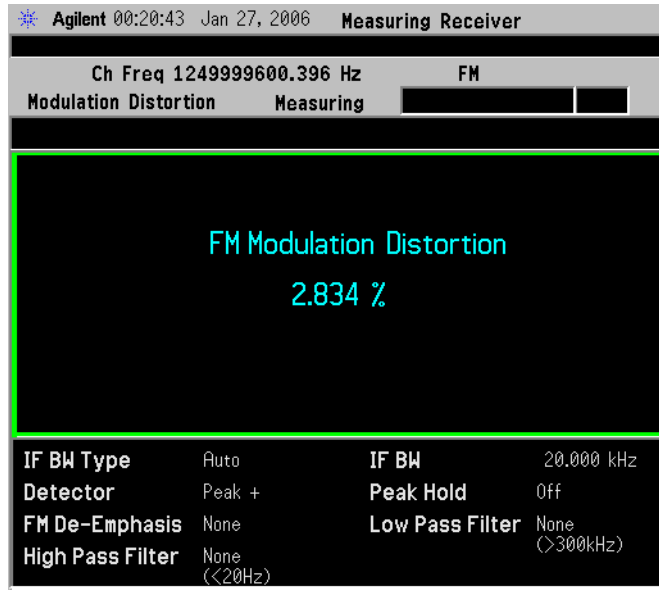 Agilent 00:20:43 Jan 27, 2006 Measuring Receiver
Ch Freq 1249999600.396 Hz FM
Modulation Distortion Measuring
FM Modulation Distortion
2.834 %
IF BW Type Auto IF BW 20.000 kHz
Detector Peak + Peak Hold Off
FM De-Emphasis None Low Pass Filter None
(>300kHz)
High Pass Filter None
(<20Hz)